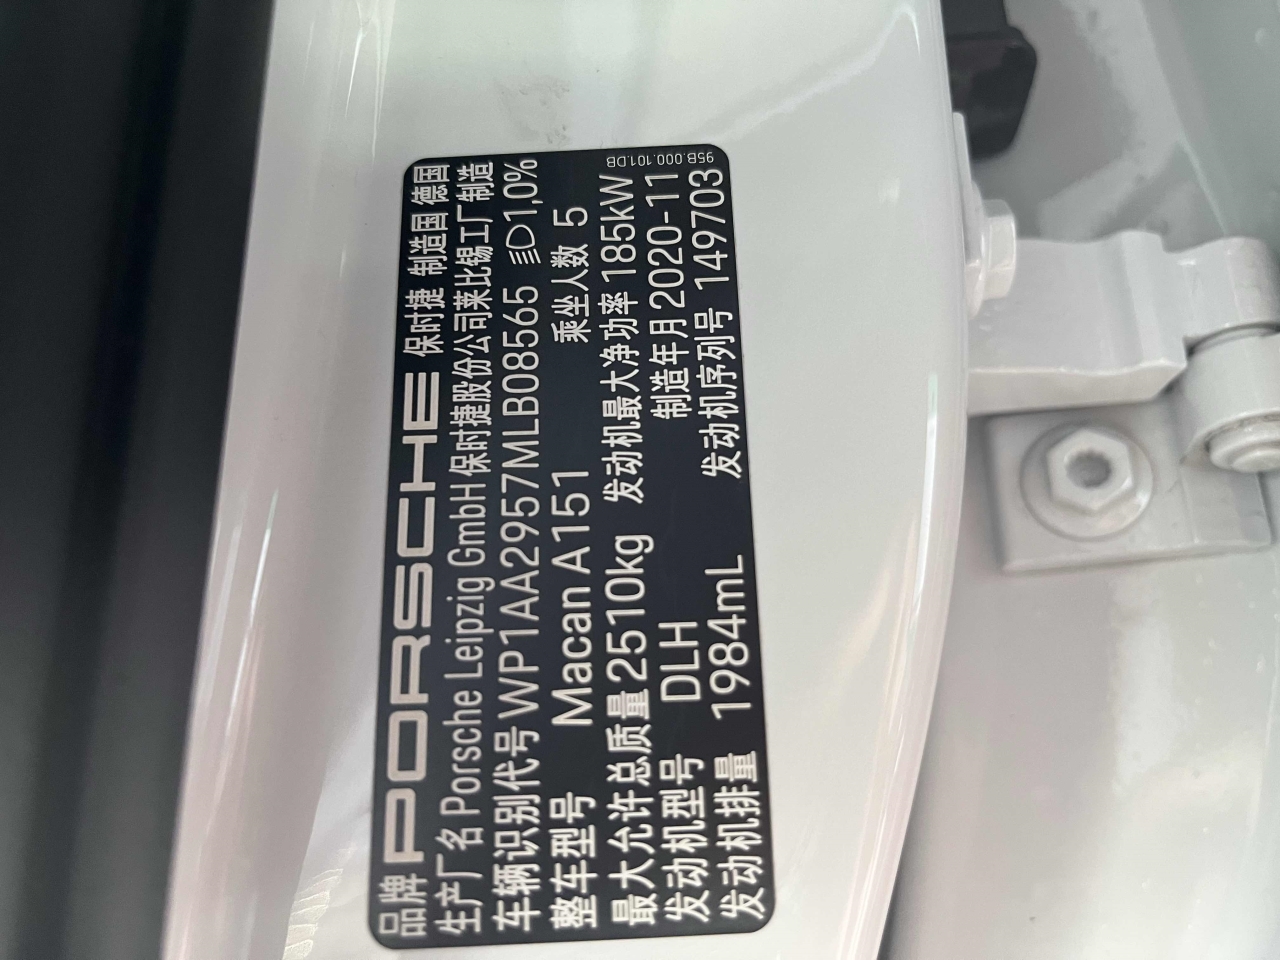 品牌 PORSCHE 保时捷 制造国 德国
生产厂名 Porsche Leipzig GmbH 保时捷股份公司莱比锡工厂制造
车辆识别代号 WP1AA2957MLB08565 1,0%
整车型号 Macan A151 乘坐人数 5
最大允许总质量 2510kg 发动机最大净功率 185kW
发动机型号 DLH 制造年月 2020-11
发动机排量 1984mL 发动机序列号 149703
95B.000.101.DB